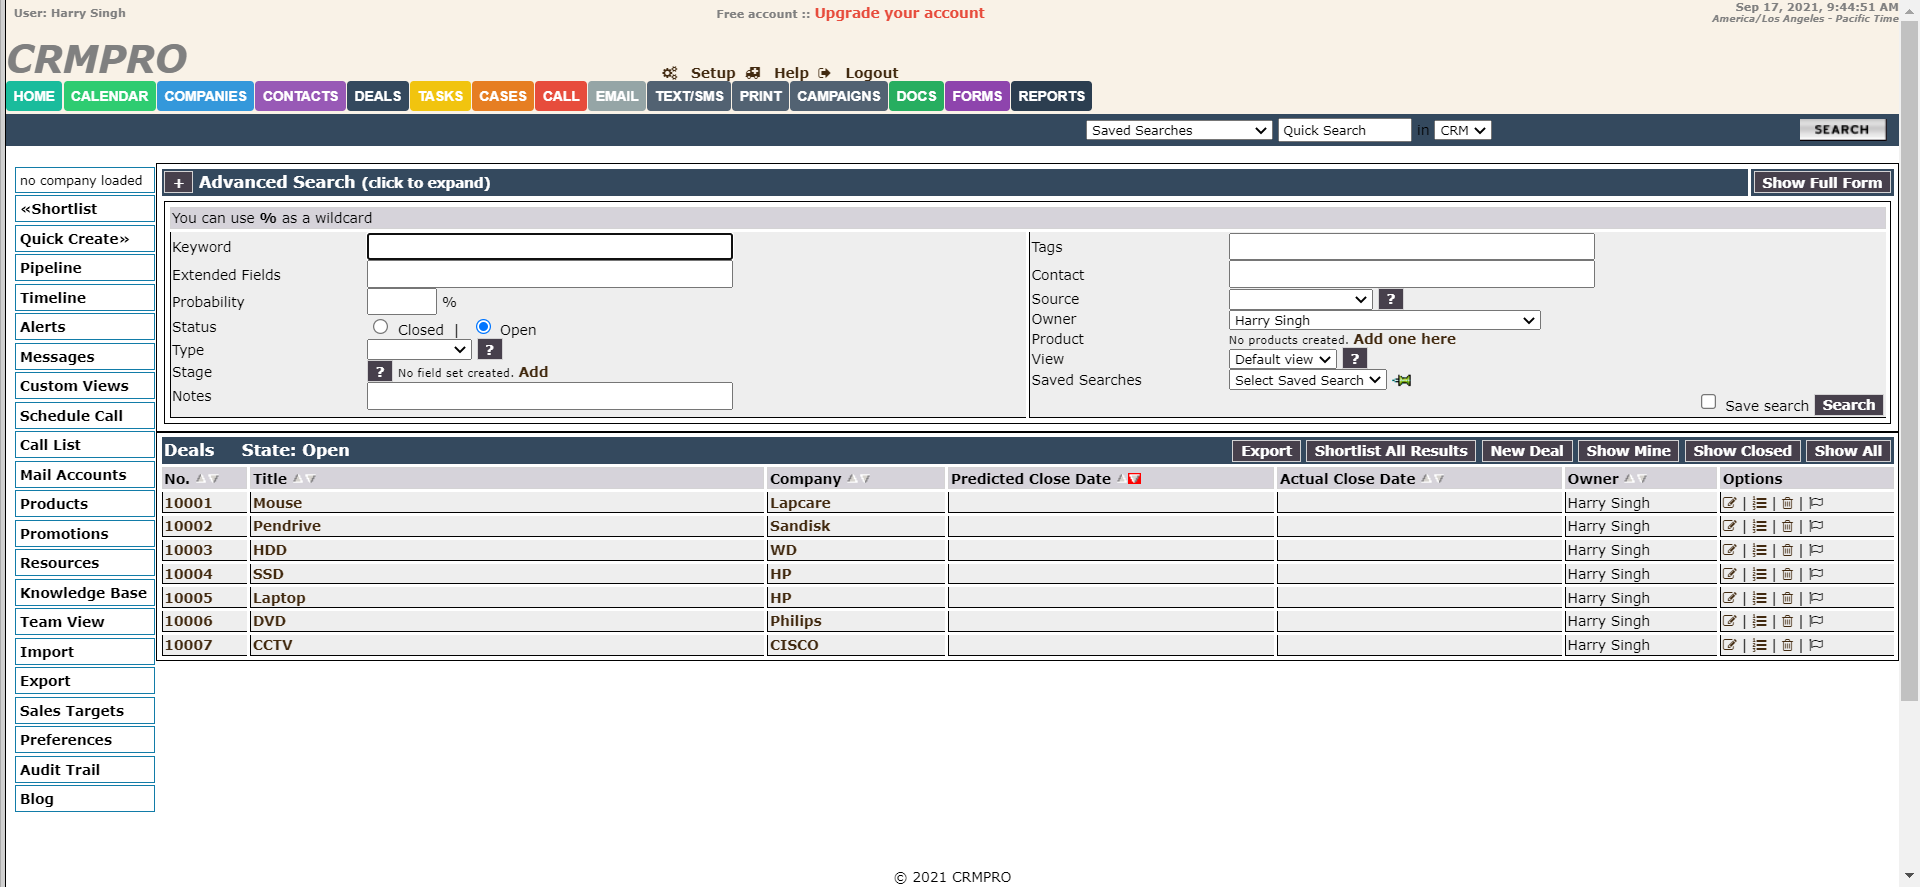 User: Harry Singh
Free account :: Upgrade your account
Sep 17, 2021, 9:44:51 AM
America/Los Angeles - Pacific Time
CRMPRO
Setup Help Logout
HOME CALENDAR COMPANIES CONTACTS DEALS TASKS CASES CALL EMAIL TEXT/SMS PRINT CAMPAIGNS DOCS FORMS REPORTS
Saved Searches Quick Search in CRM SEARCH
no company loaded
«Shortlist
Quick Create»
Pipeline
Timeline
Alerts
Messages
Custom Views
Schedule Call
Call List
Mail Accounts
Products
Promotions
Resources
Knowledge Base
Team View
Import
Export
Sales Targets
Preferences
Audit Trail
Blog
+ Advanced Search (click to expand) Show Full Form
You can use % as a wildcard
Keyword
Extended Fields
Probability %
Status Closed | Open
Type ?
Stage ? No field set created. Add
Notes
Tags
Contact
Source ?
Owner Harry Singh
Product No products created. Add one here
View Default view ?
Saved Searches Select Saved Search
Save search Search
Deals State: Open Export Shortlist All Results New Deal Show Mine Show Closed Show All
No. Title Company Predicted Close Date Actual Close Date Owner Options
10001 Mouse Lapcare Harry Singh | | |
10002 Pendrive Sandisk Harry Singh | | |
10003 HDD WD Harry Singh | | |
10004 SSD HP Harry Singh | | |
10005 Laptop HP Harry Singh | | |
10006 DVD Philips Harry Singh | | |
10007 CCTV CISCO Harry Singh | | |
© 2021 CRMPRO